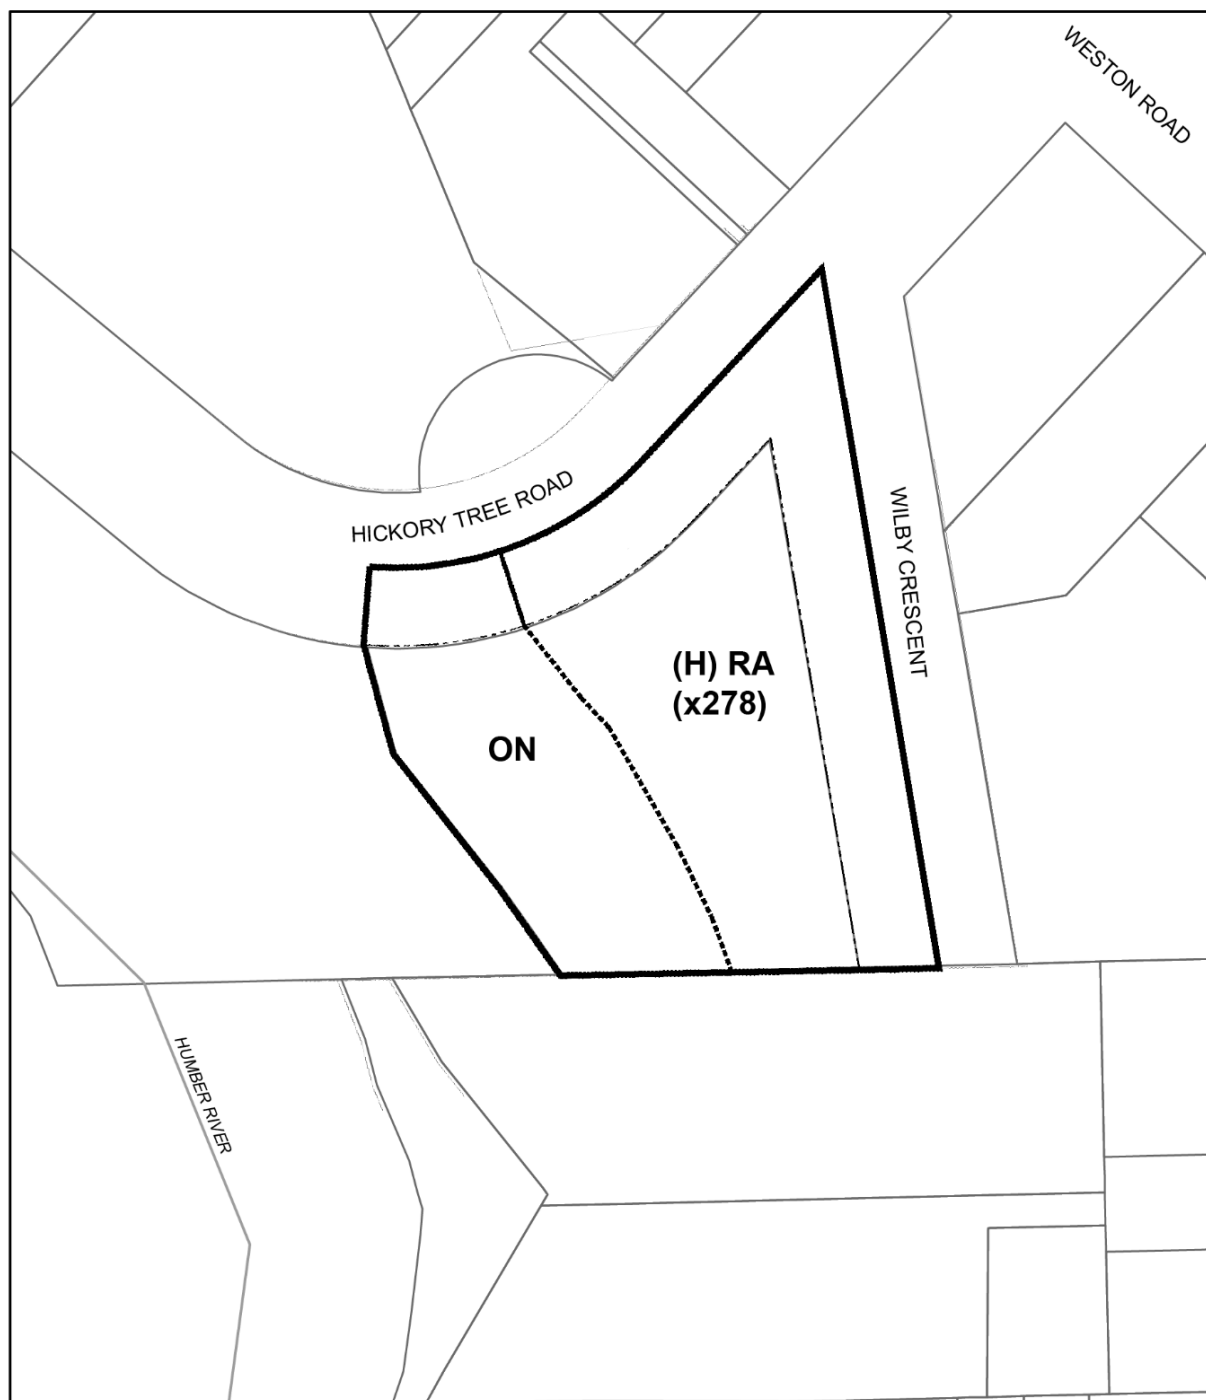 WESTON ROAD
HICKORY TREE ROAD
WILBY CRESCENT
(H) RA
(x278)
ON
HUMBER RIVER